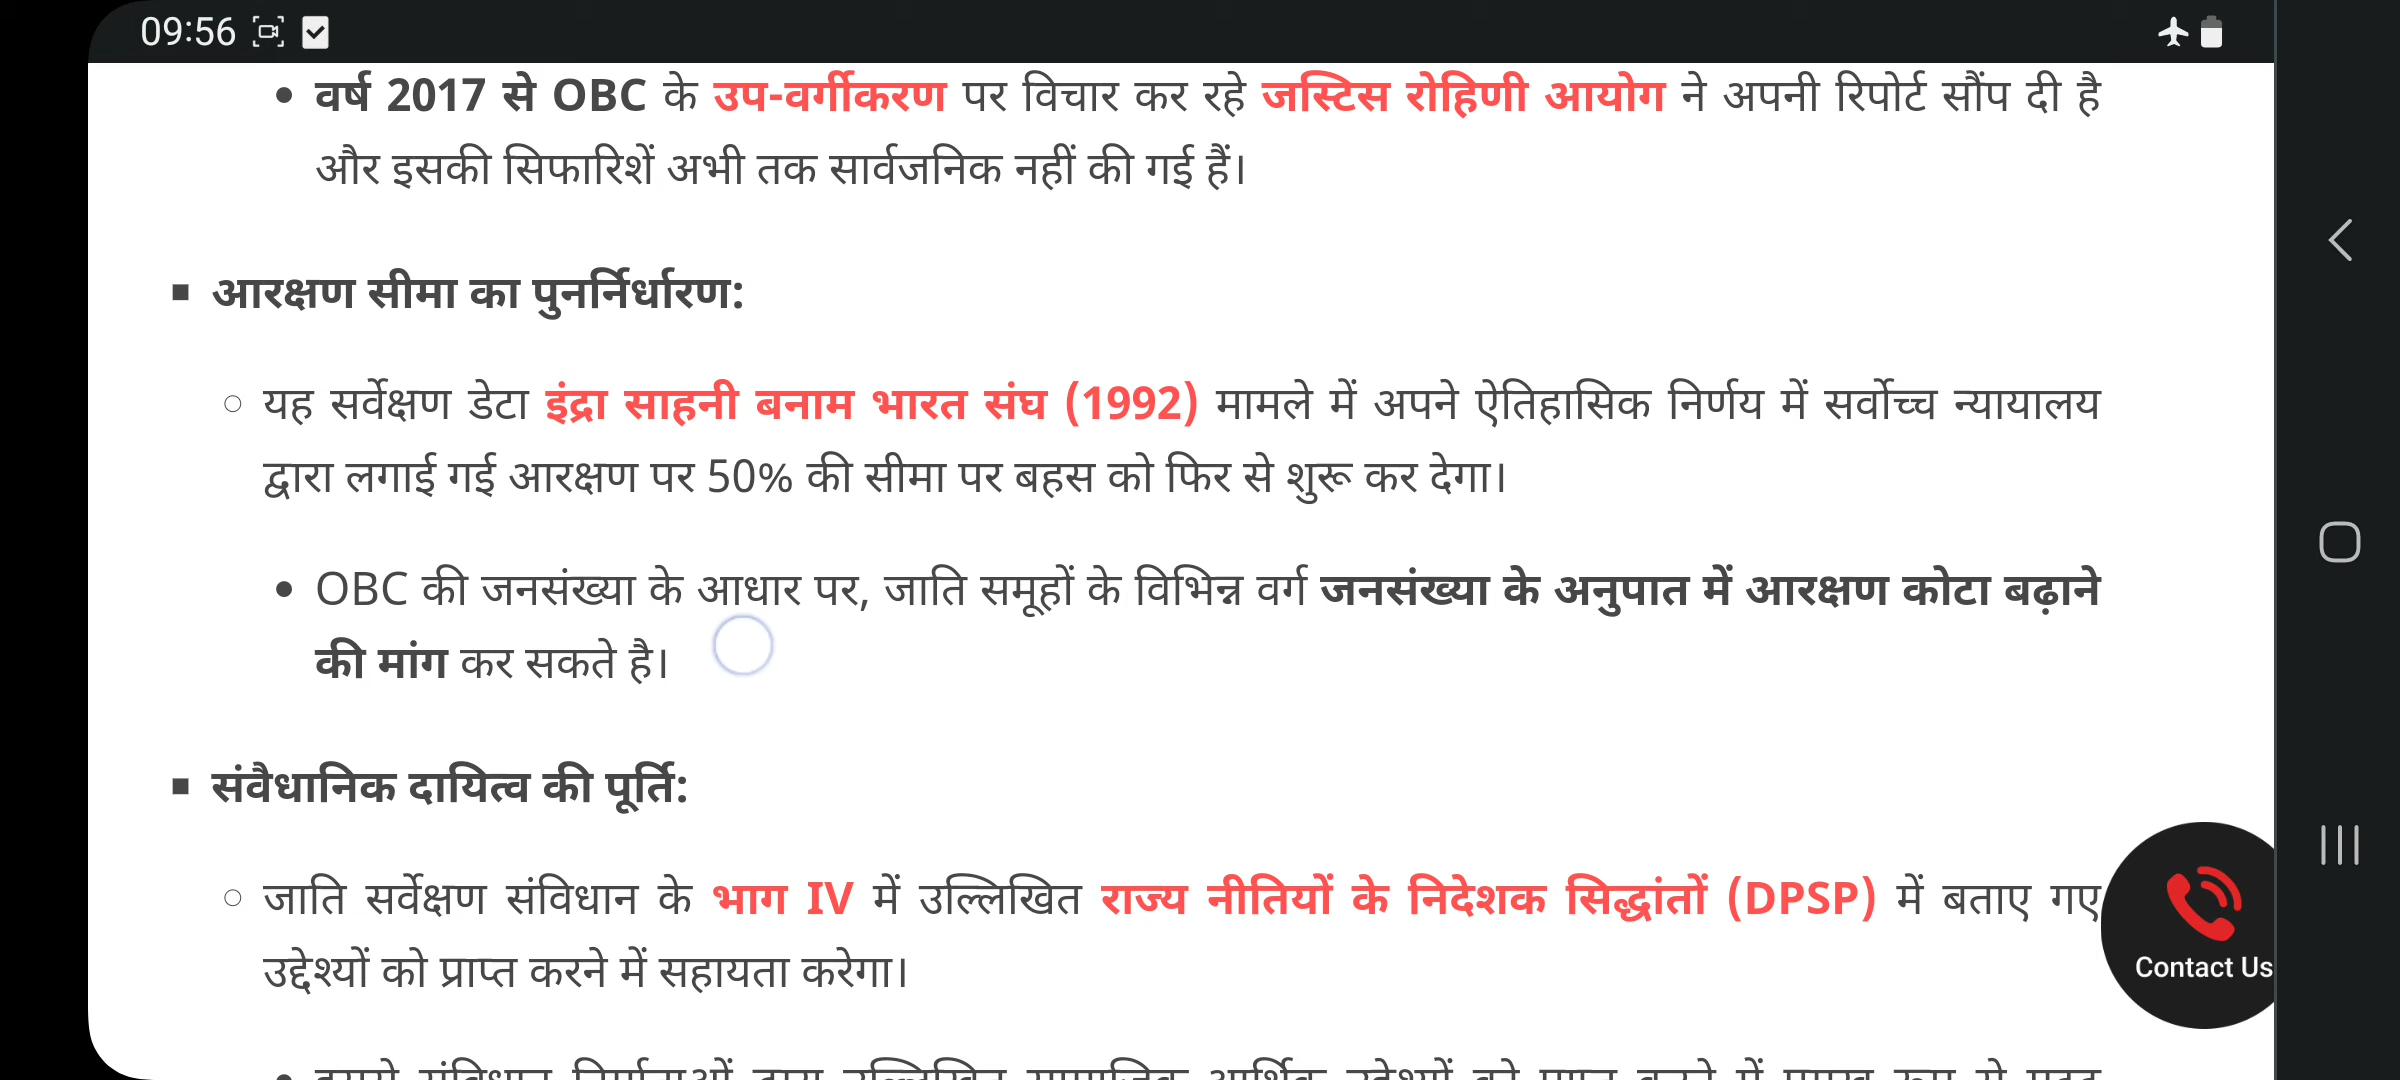 09:56
वर्ष 2017 से OBC के उप-वर्गीकरण पर विचार कर रहे जस्टिस रोहिणी आयोग ने अपनी रिपोर्ट सौंप दी है
और इसकी सिफारिशें अभी तक सार्वजनिक नहीं की गई हैं।
आरक्षण सीमा का पुनर्निर्धारण:
यह सर्वेक्षण डेटा इंद्रा साहनी बनाम भारत संघ (1992) मामले में अपने ऐतिहासिक निर्णय में सर्वोच्च न्यायालय
द्वारा लगाई गई आरक्षण पर 50% की सीमा पर बहस को फिर से शुरू कर देगा।
OBC की जनसंख्या के आधार पर, जाति समूहों के विभिन्न वर्ग जनसंख्या के अनुपात में आरक्षण कोटा बढ़ाने
की मांग कर सकते है।
संवैधानिक दायित्व की पूर्ति:
जाति सर्वेक्षण संविधान के भाग IV में उल्लिखित राज्य नीतियों के निदेशक सिद्धांतों (DPSP) में बताए गए
उद्देश्यों को प्राप्त करने में सहायता करेगा।
Contact Us